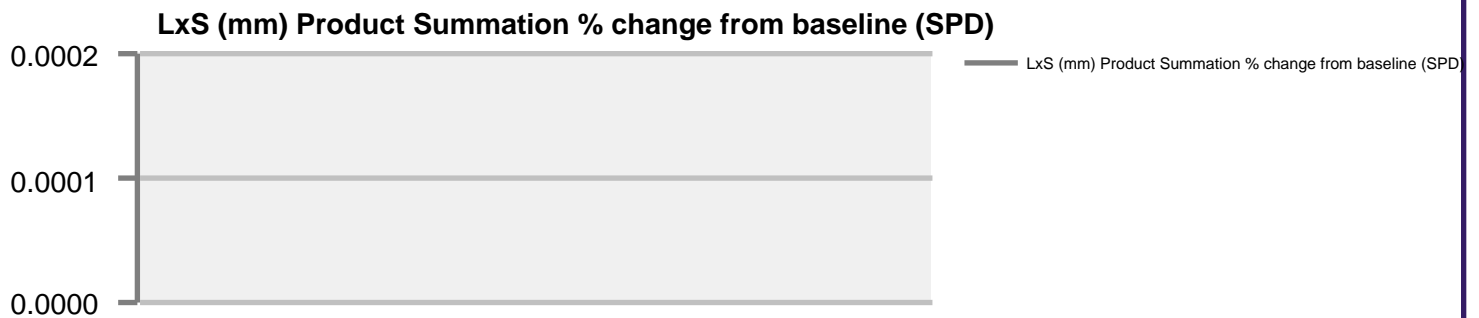 LxS (mm) Product Summation % change from baseline (SPD)
0.0002
LxS (mm) Product Summation % change from baseline (SPD)
0.0001
0.0000